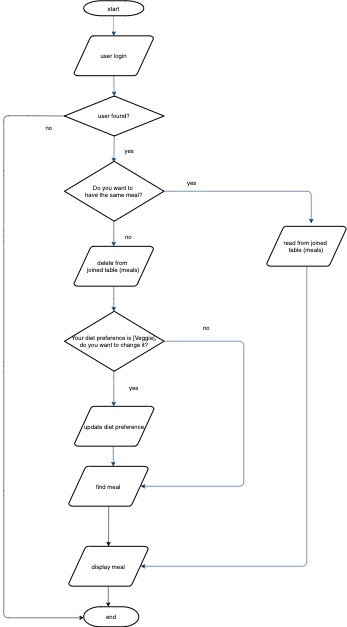 start
user login
user found?
no
yes
Do you want to
have the same meal?
yes
no
read from joined
table (meals)
delete from
joined table (meals)
Your diet preference is [Veggie],
do you want to change it?
no
yes
update diet preference
find meal
display meal
end